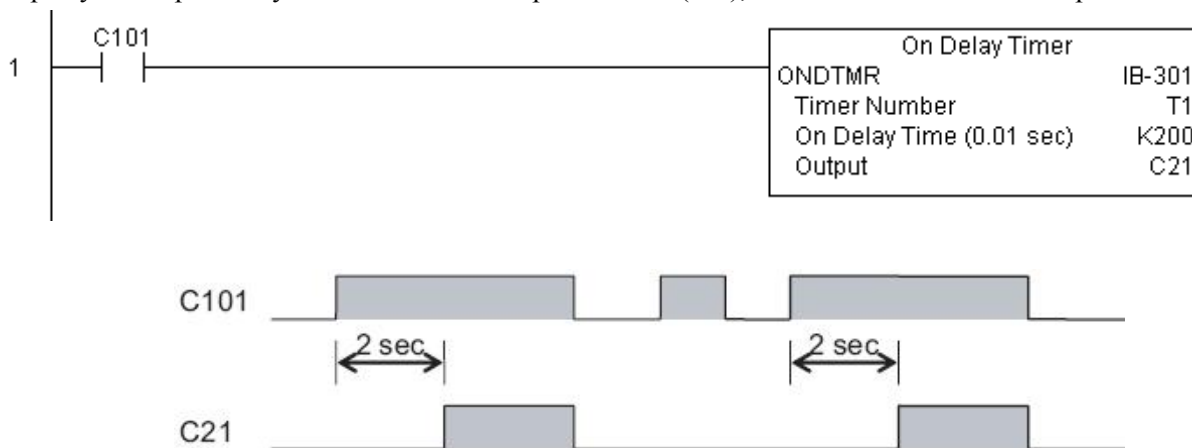 C101
1
On Delay Timer
ONDTMR IB-301
Timer Number T1
On Delay Time (0.01 sec) K200
Output C21
C101
2 sec 2 sec
C21